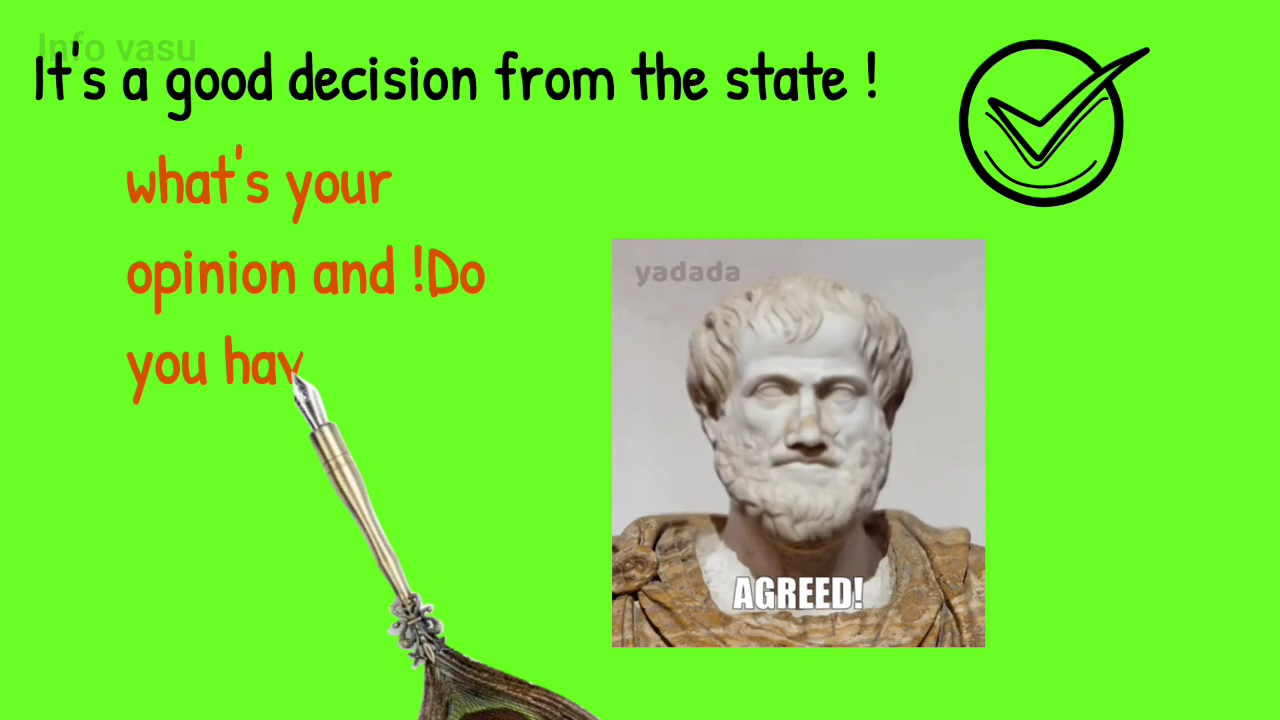 Info vasu
It's a good decision from the state !
what's your
opinion and !Do
you hav
yadada
AGREED!